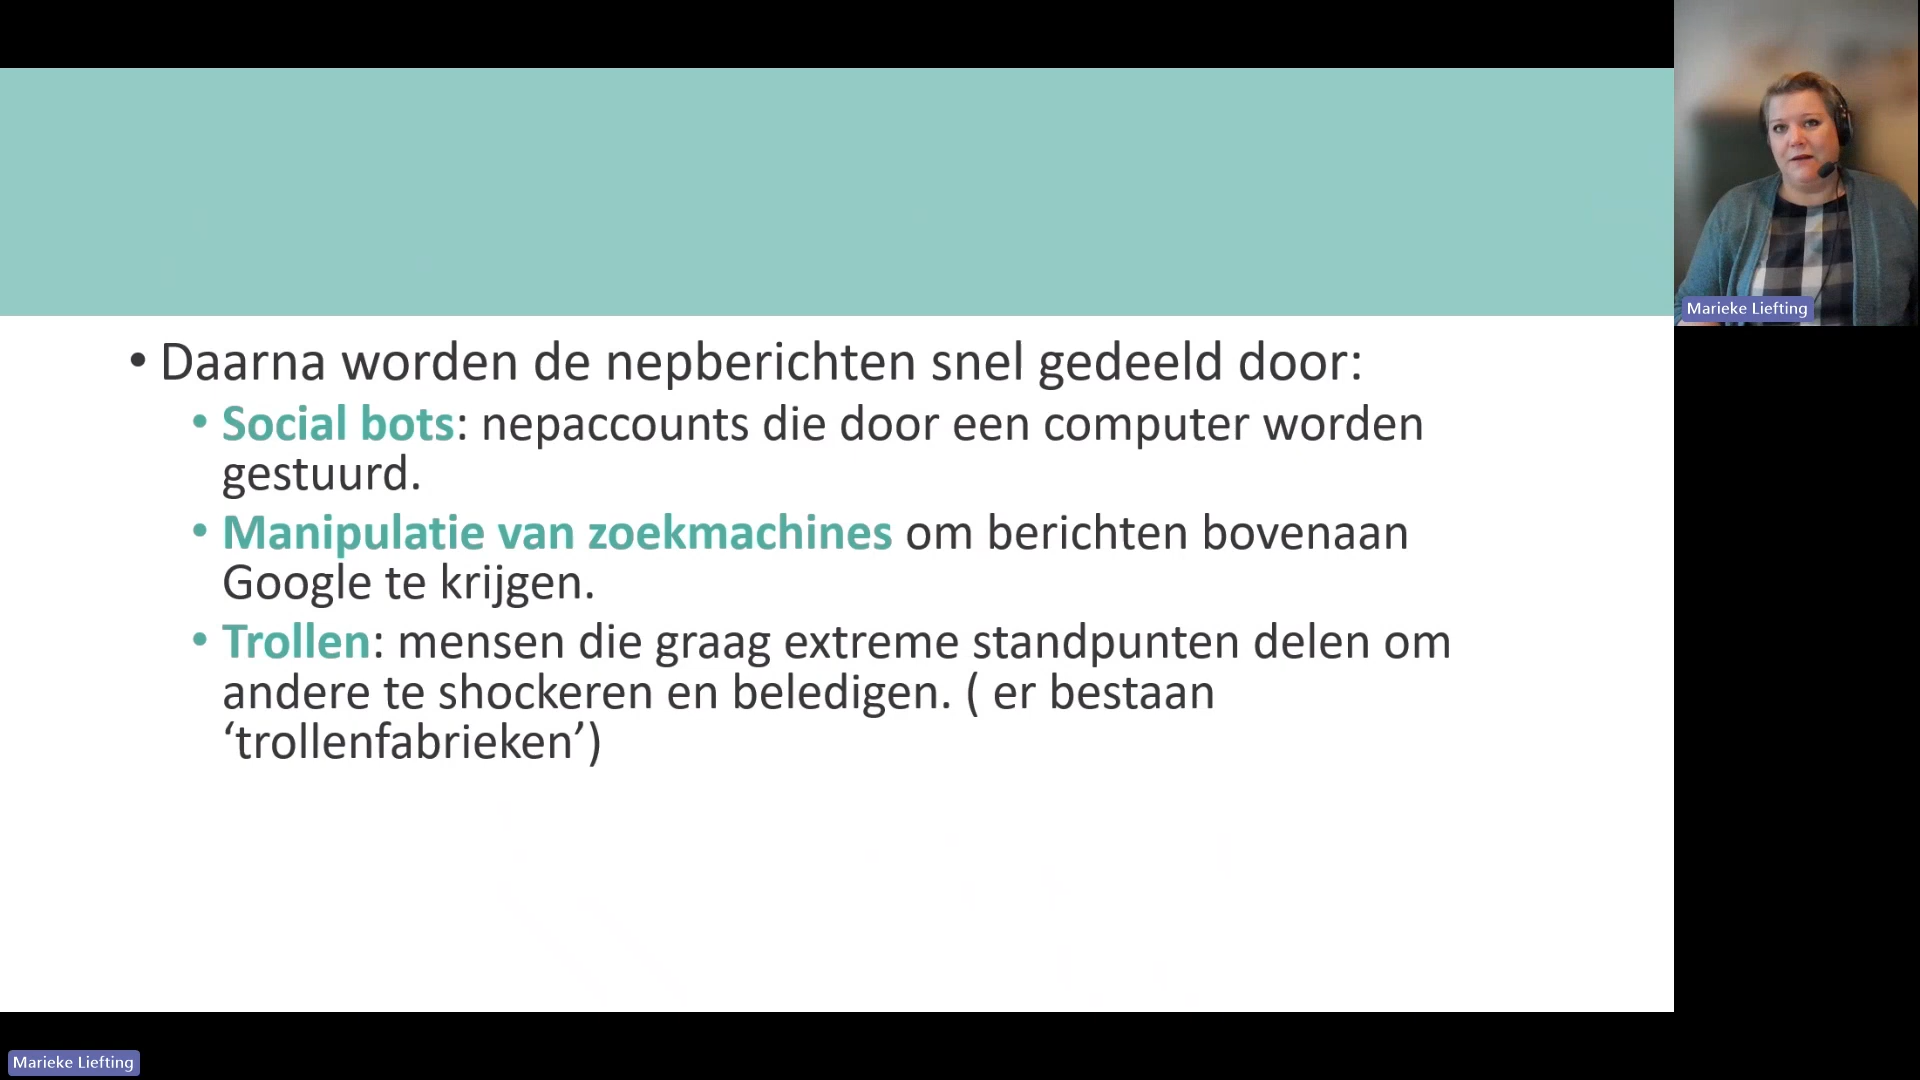 • Daarna worden de nepberichten snel gedeeld door:
• Social bots: nepaccounts die door een computer worden
gestuurd.
• Manipulatie van zoekmachines om berichten bovenaan
Google te krijgen.
• Trollen: mensen die graag extreme standpunten delen om
andere te shockeren en beledigen. ( er bestaan
‘trollenfabrieken’)
Marieke Liefting
Marieke Liefting